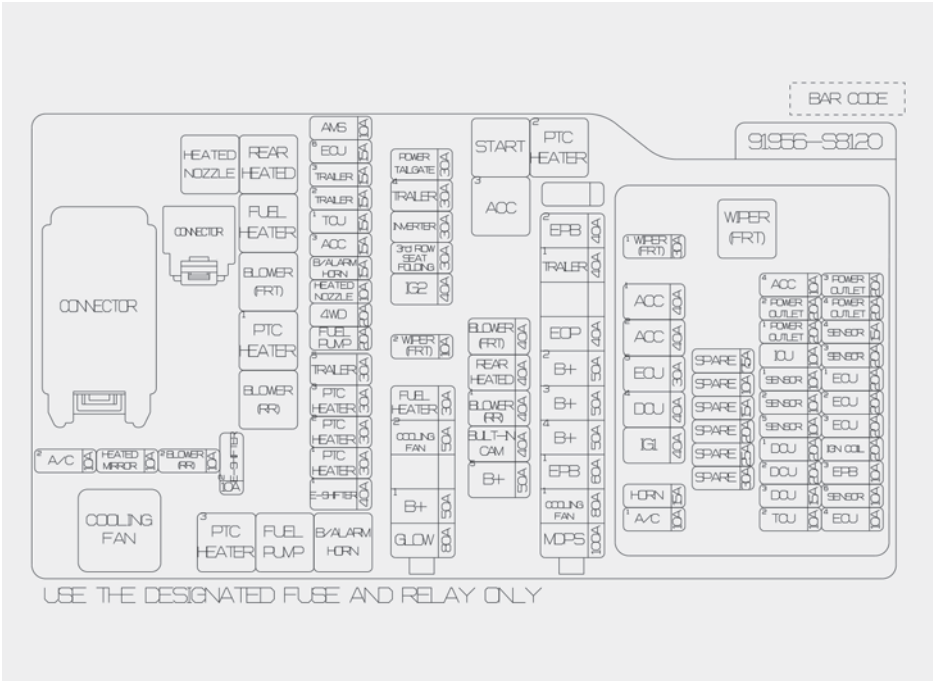 BAR CODE
91956-S8120
AMS 10A
5 ECU 15A
3 TRAILER 15A
2 TRAILER 15A
1 TCU 15A
3 ACC
B/ALARM HORN 15A
HEATED NOZZLE 10A
4WD 20A
FUEL PUMP 20A
5 TRAILER 30A
3 PTC HEATER 30A
2 PTC HEATER 30A
1 PTC HEATER 30A
1 E-SHIFTER 40A
HEATED NOZZLE
REAR HEATED
FUEL HEATER
BLOWER (FRT)
1 PTC HEATER
BLOWER (RR)
CONNECTOR
CONNECTOR
2 A/C 10A
HEATED MIRROR 10A
2 BLOWER (RR) 10A
2 E-SHIFTER 10A
COOLING FAN
3 PTC HEATER
FUEL PUMP
B/ALARM HORN
POWER TAILGATE 30A
4 TRAILER 30A
INVERTER 30A
3rd ROW SEAT FOLDING 30A
IG2 40A
2 WIPER (FRT) 10A
FUEL HEATER 30A
2 COOLING FAN 50A
1 B+ 50A
GLOW 80A
START
2 PTC HEATER
3 ACC
BLOWER (FRT) 40A
REAR HEATED 40A
1 BLOWER (RR) 40A
BUILT-IN CAM 40A
5 B+ 50A
2 EPB 40A
1 TRAILER 40A
EOP 40A
2 B+ 50A
3 B+ 50A
4 B+ 50A
1 EPB 60A
1 COOLING FAN 80A
MDPS 100A
WIPER (FRT)
1 WIPER (FRT) 30A
1 ACC 40A
2 ACC 40A
6 ECU 30A
4 DCU 40A
IG1 40A
HORN 15A
1 A/C 10A
SPARE 15A
SPARE 10A
SPARE 15A
SPARE 20A
SPARE 15A
SPARE 30A
4 ACC 10A
3 POWER OUTLET 20A
2 POWER OUTLET 20A
4 POWER OUTLET 20A
1 POWER OUTLET 20A
4 SENSOR 15A
ICU 10A
5 SENSOR 20A
1 SENSOR 10A
1 ECU 20A
2 SENSOR 10A
2 ECU 10A
3 SENSOR 20A
3 ECU 10A
1 DCU
IGN COIL 20A
2 DCU
3 EPB 10A
3 DCU
6 SENSOR 10A
2 TCU
4 ECU 10A
USE THE DESIGNATED FUSE AND RELAY ONLY